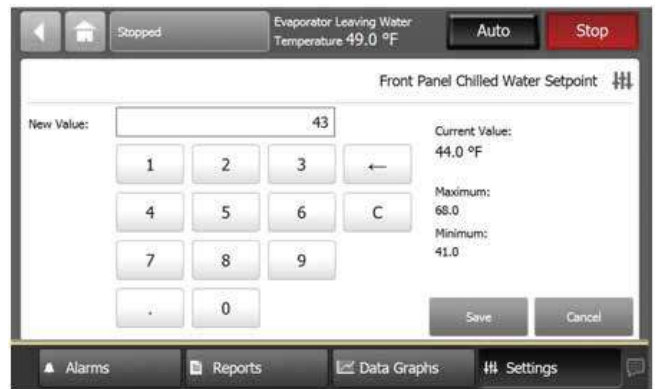 Stopped
Evaporator Leaving Water
Temperature 49.0 °F
Auto
Stop
Front Panel Chilled Water Setpoint
New Value:
43
1 2 3 ←
4 5 6 C
7 8 9
. 0
Current Value:
44.0 °F
Maximum:
68.0
Minimum:
41.0
Save
Cancel
Alarms
Reports
Data Graphs
Settings